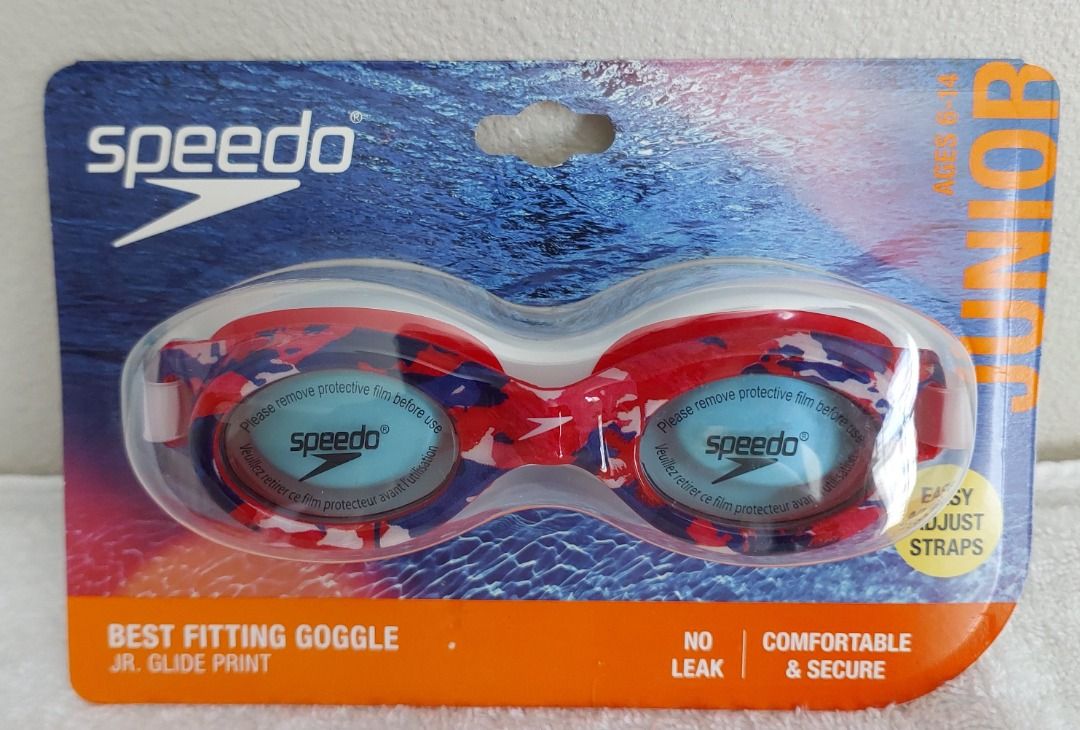 speedo®
AGES 6-14
JUNIOR
Please remove protective film before use
speedo®
Veuillez retirer ce film protecteur avant l'utilisation
Please remove protective film before use
speedo®
Veuillez retirer ce film protecteur avant l'utilisation
EASY
ADJUST
STRAPS
BEST FITTING GOGGLE
JR. GLIDE PRINT
NO
LEAK
COMFORTABLE
& SECURE